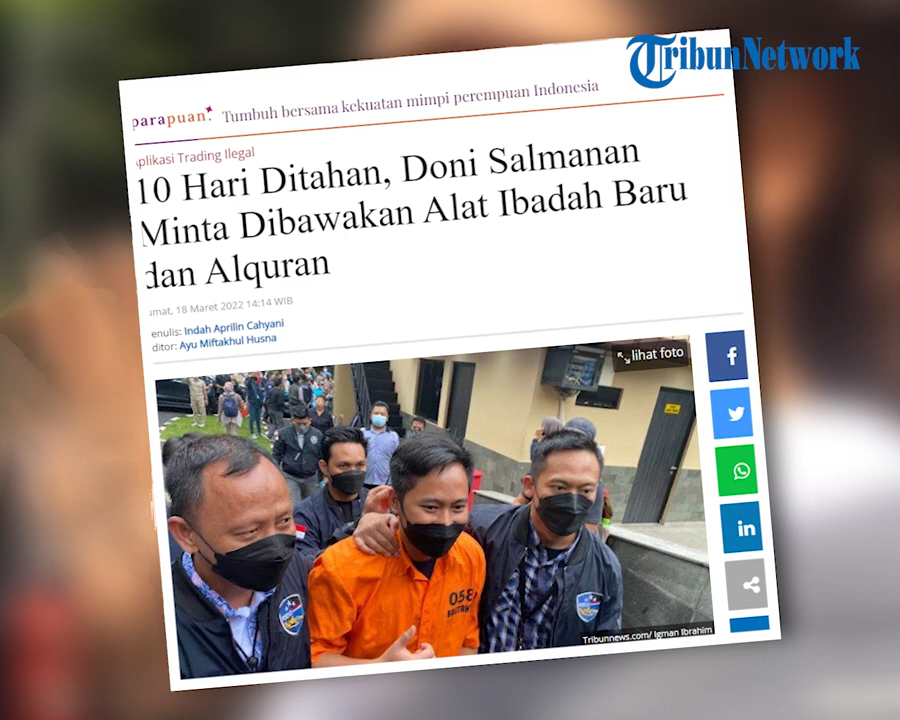 TribunNetwork
parapuan. Tumbuh bersama kekuatan mimpi perempuan Indonesia
plikasi Trading Ilegal
10 Hari Ditahan, Doni Salmanan
Minta Dibawakan Alat Ibadah Baru
dan Alquran
umat, 18 Maret 2022 14:14 WIB
enulis: Indah Aprilin Cahyani
ditor: Ayu Miftakhul Husna
lihat foto
058
Tribunnews.com/ Igman Ibrahim